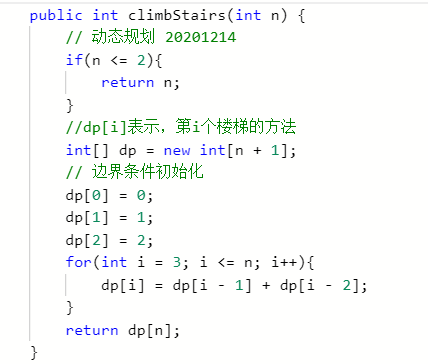 public int climbStairs(int n) {
    // 动态规划 20201214
    if(n <= 2){
        return n;
    }
    //dp[i]表示，第i个楼梯的方法
    int[] dp = new int[n + 1];
    // 边界条件初始化
    dp[0] = 0;
    dp[1] = 1;
    dp[2] = 2;
    for(int i = 3; i <= n; i++){
        dp[i] = dp[i - 1] + dp[i - 2];
    }
    return dp[n];
}